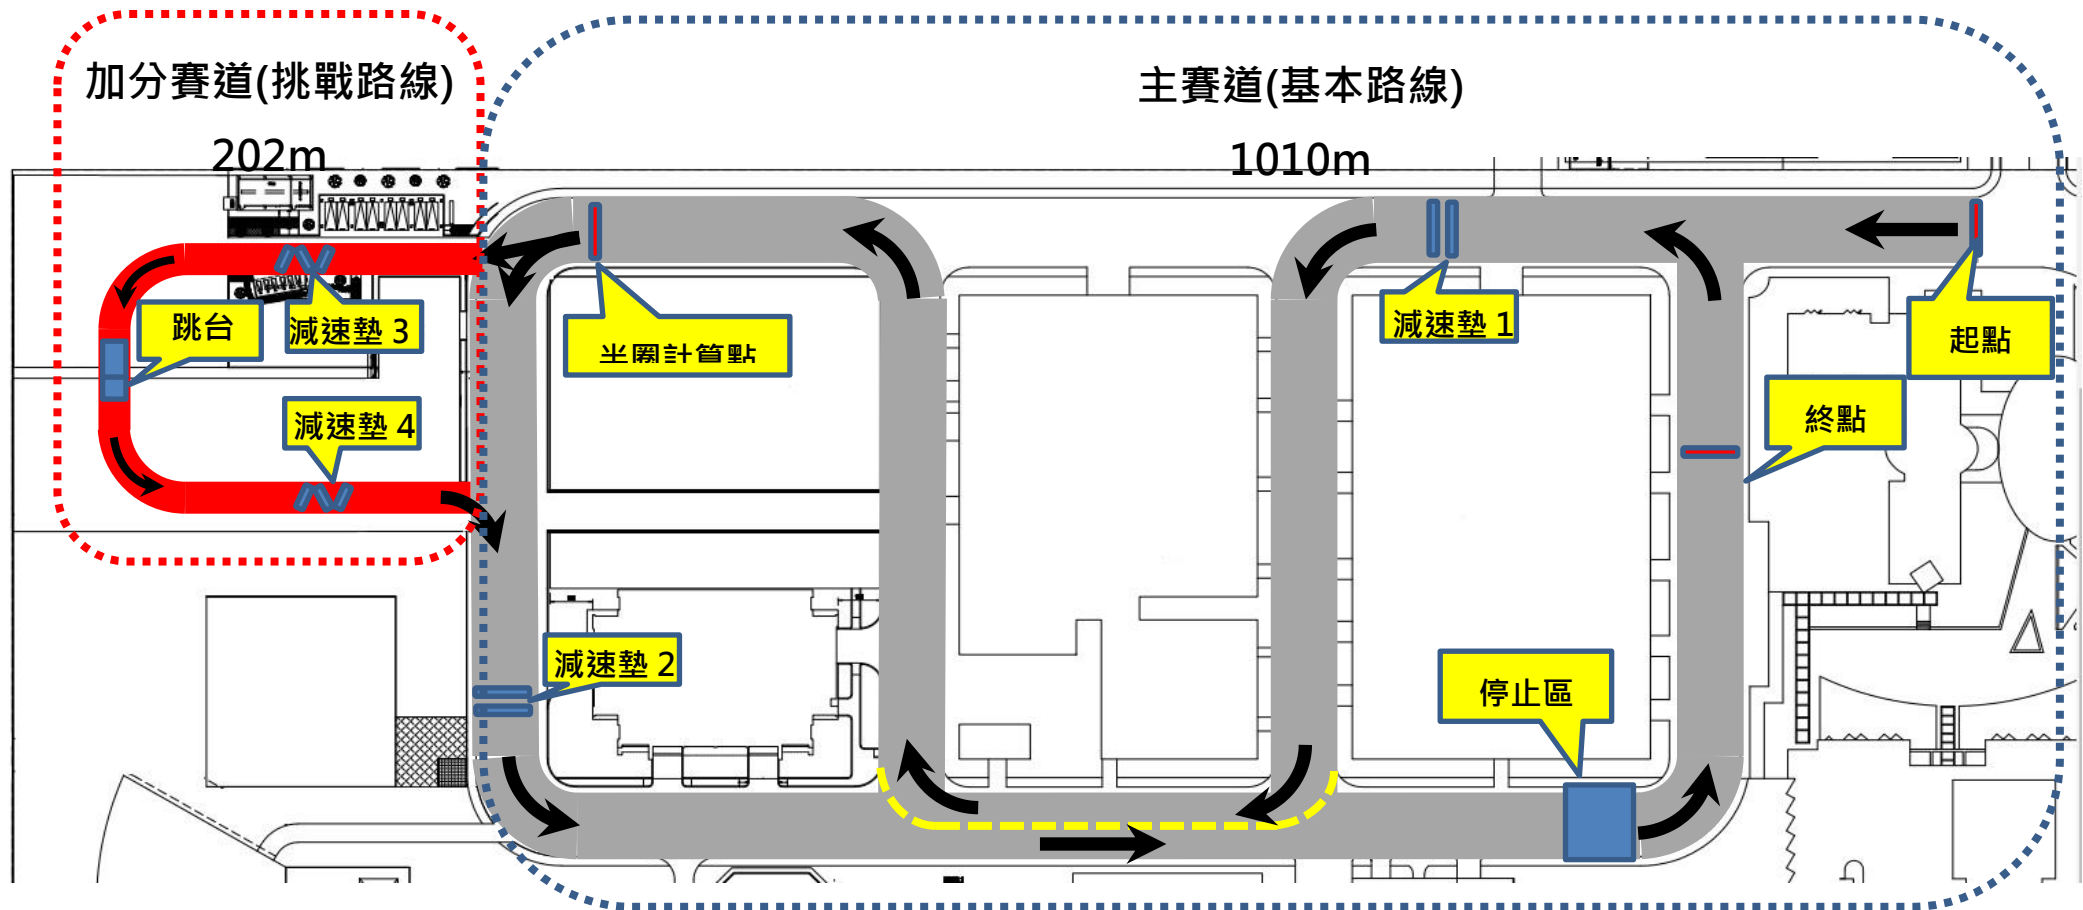 加分賽道(挑戰路線)
202m
主賽道(基本路線)
1010m
跳台
減速墊 3
減速墊 4
半圈計算點
減速墊 1
起點
終點
減速墊 2
停止區